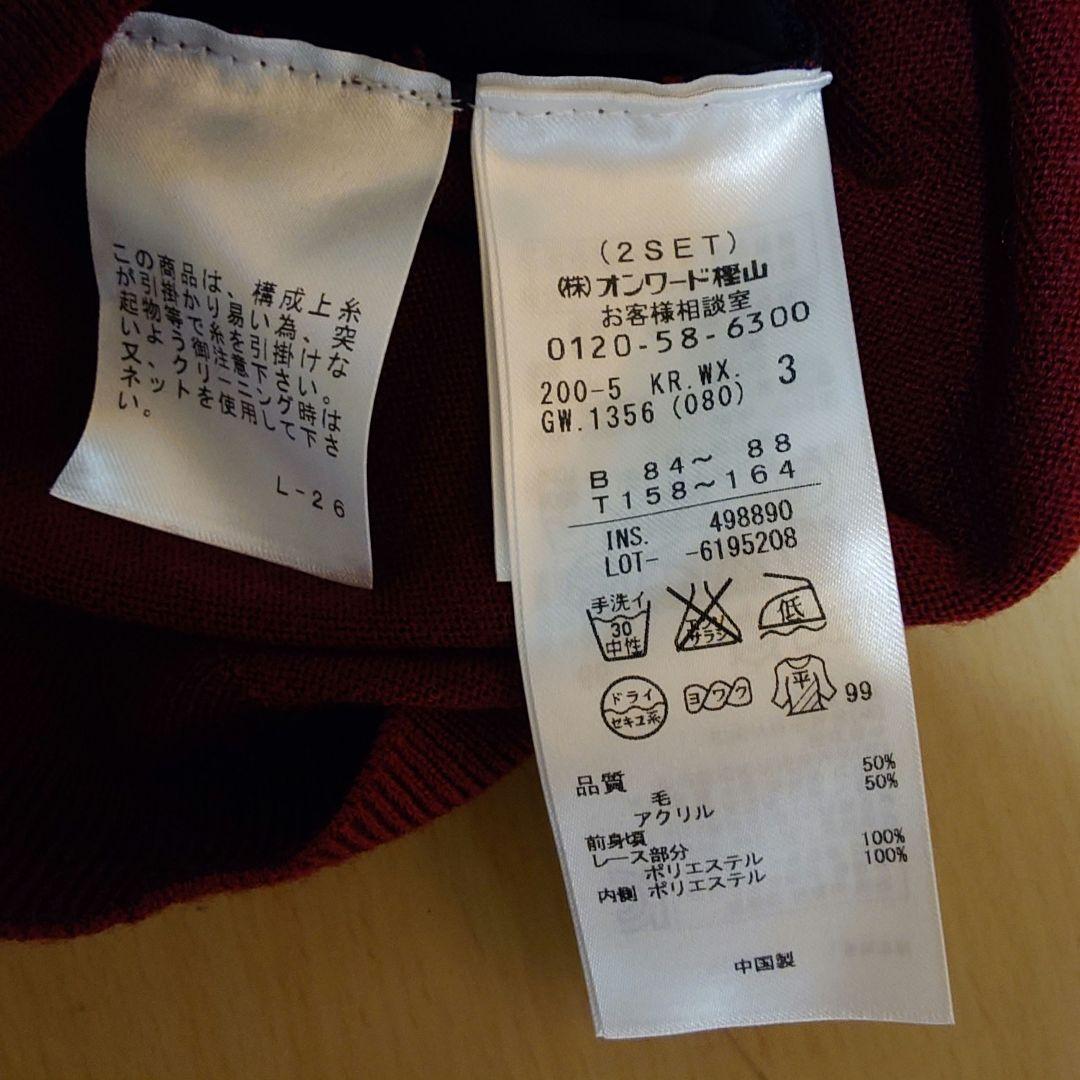 この商品は、構成上糸
が引掛かり易い為、突
起物等で糸を引掛けな
いよう御注意下さい。
又、クリーニング時は
ネットを使用して下さ
い。
L-26
(2SET)
㈱オンワード樫山
お客様相談室
0120-58-6300
200-5 KR.WX. 3
GW.1356 (080)
B 84～ 88
T158～164
INS. 498890
LOT- -6195208
手洗イ
30
中性
エンソ
サラシ
低
ドライ
セキユ系
ヨワク
平
99
品質
毛 50%
アクリル 50%
前身頃
レース部分
ポリエステル 100%
内側 ポリエステル 100%
中国製